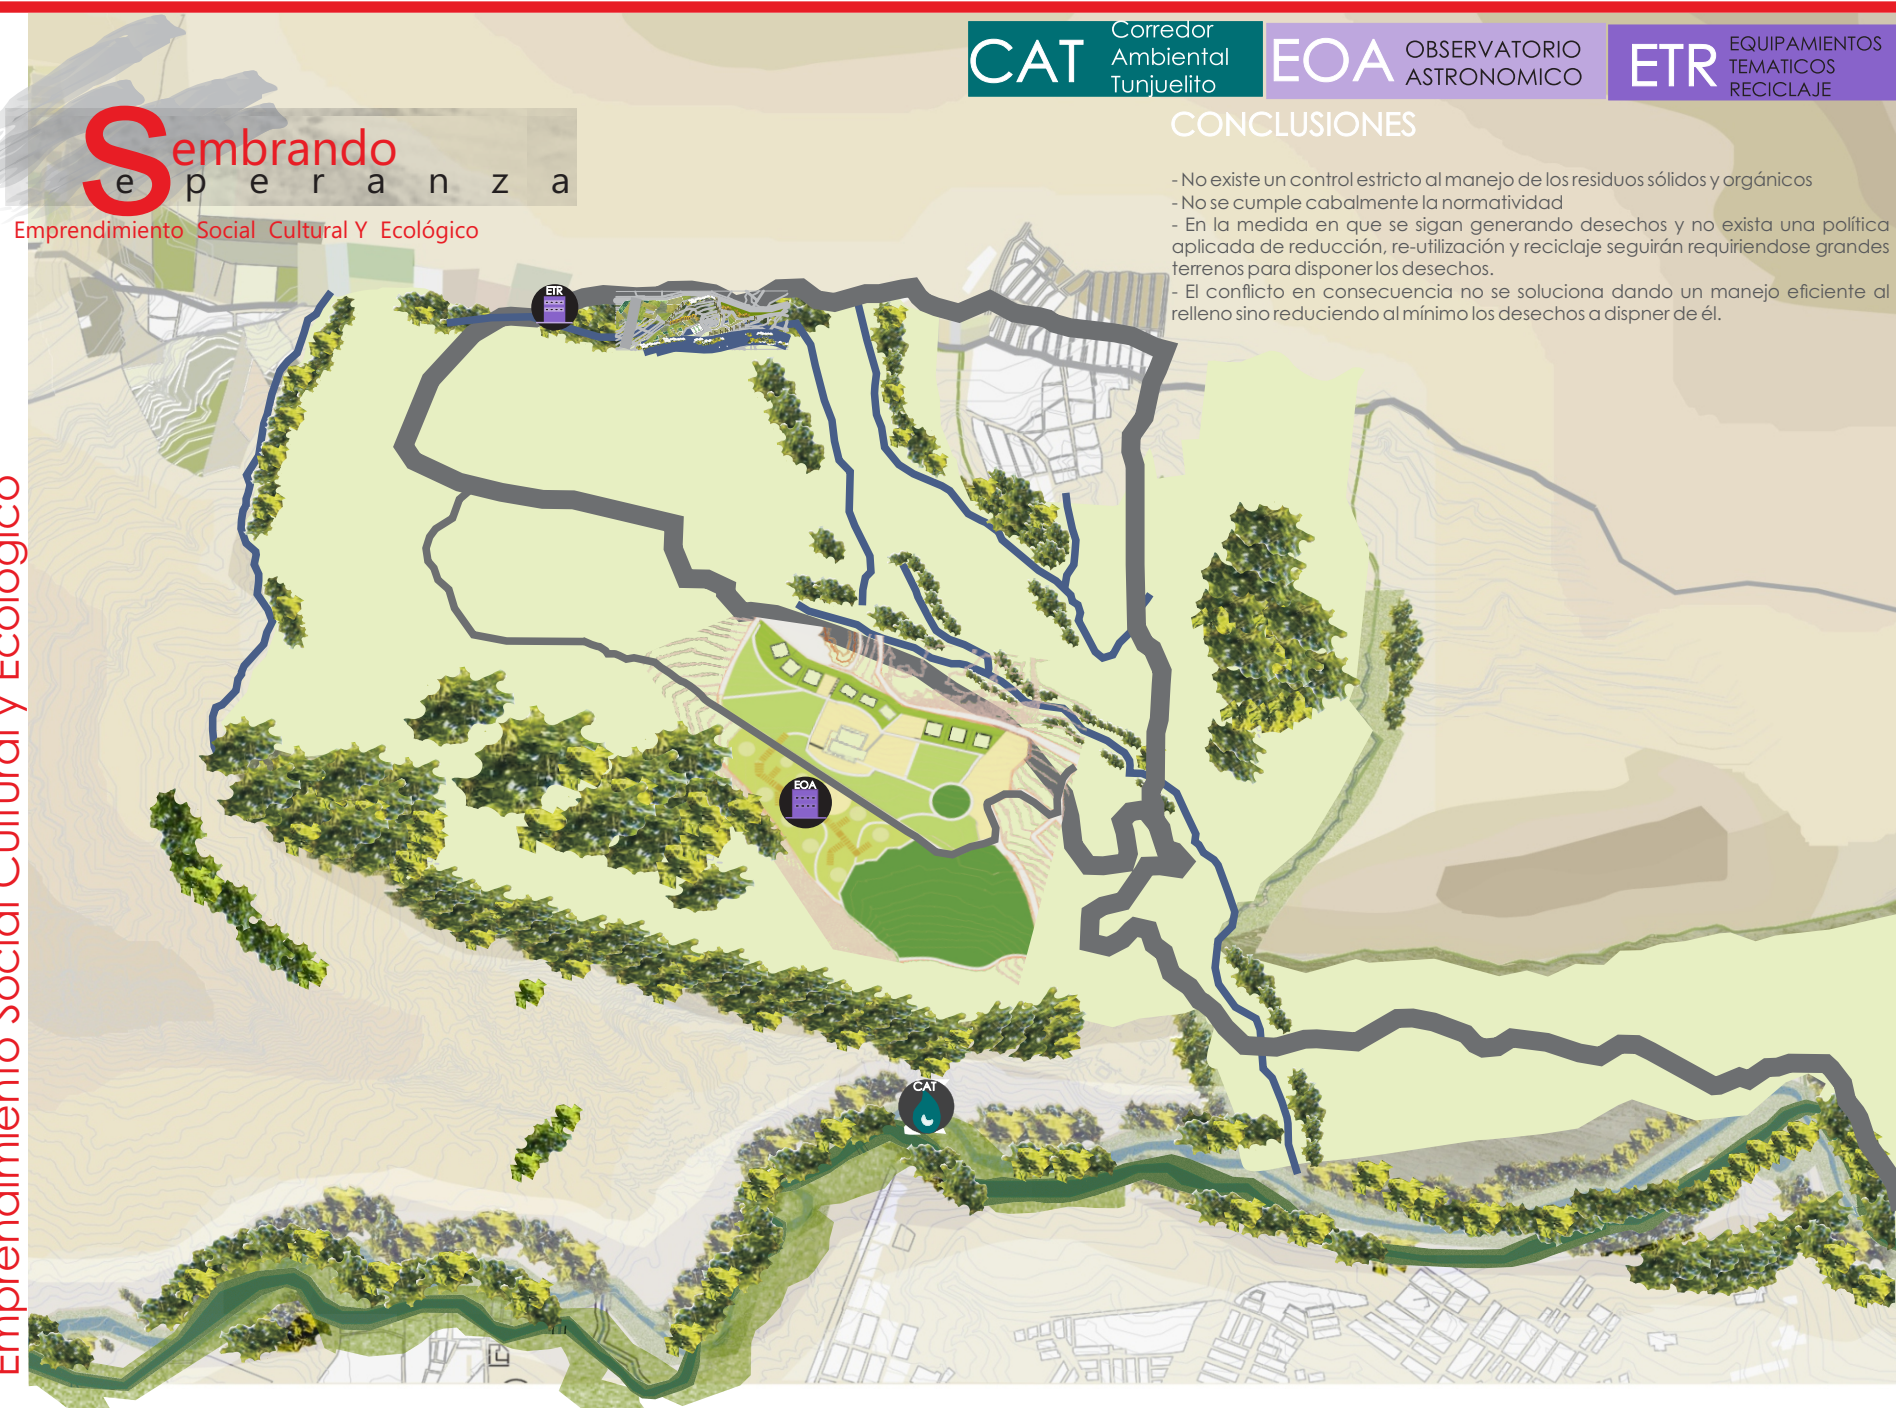 CAT
Corredor
Ambiental
Tunjuelito
EOA
OBSERVATORIO
ASTRONOMICO
ETR
EQUIPAMIENTOS
TEMATICOS
RECICLAJE
Sembrando
e p e r a n z a
Emprendimiento Social Cultural Y Ecológico
CONCLUSIONES
- No existe un control estricto al manejo de los residuos sólidos y orgánicos
- No se cumple cabalmente la normatividad
- En la medida en que se sigan generando desechos y no exista una política
aplicada de reducción, re-utilización y reciclaje seguirán requiriendose grandes
terrenos para disponer los desechos.
- El conflicto en consecuencia no se soluciona dando un manejo eficiente al
relleno sino reduciendo al mínimo los desechos a dispner de él.
ETR
EOA
CAT
Emprendimiento Social Cultural y Ecológico